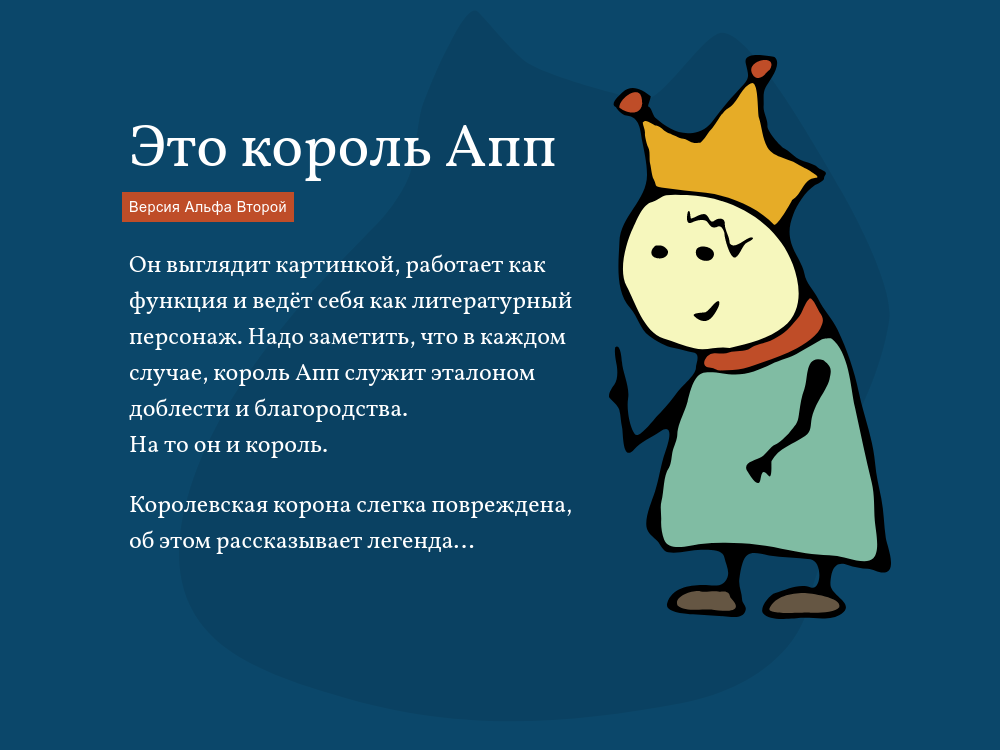 Это король Апп
Версия Альфа Второй
Он выглядит картинкой, работает как
функция и ведёт себя как литературный
персонаж. Надо заметить, что в каждом
случае, король Апп служит эталоном
доблести и благородства.
На то он и король.
Королевская корона слегка повреждена,
об этом рассказывает легенда…